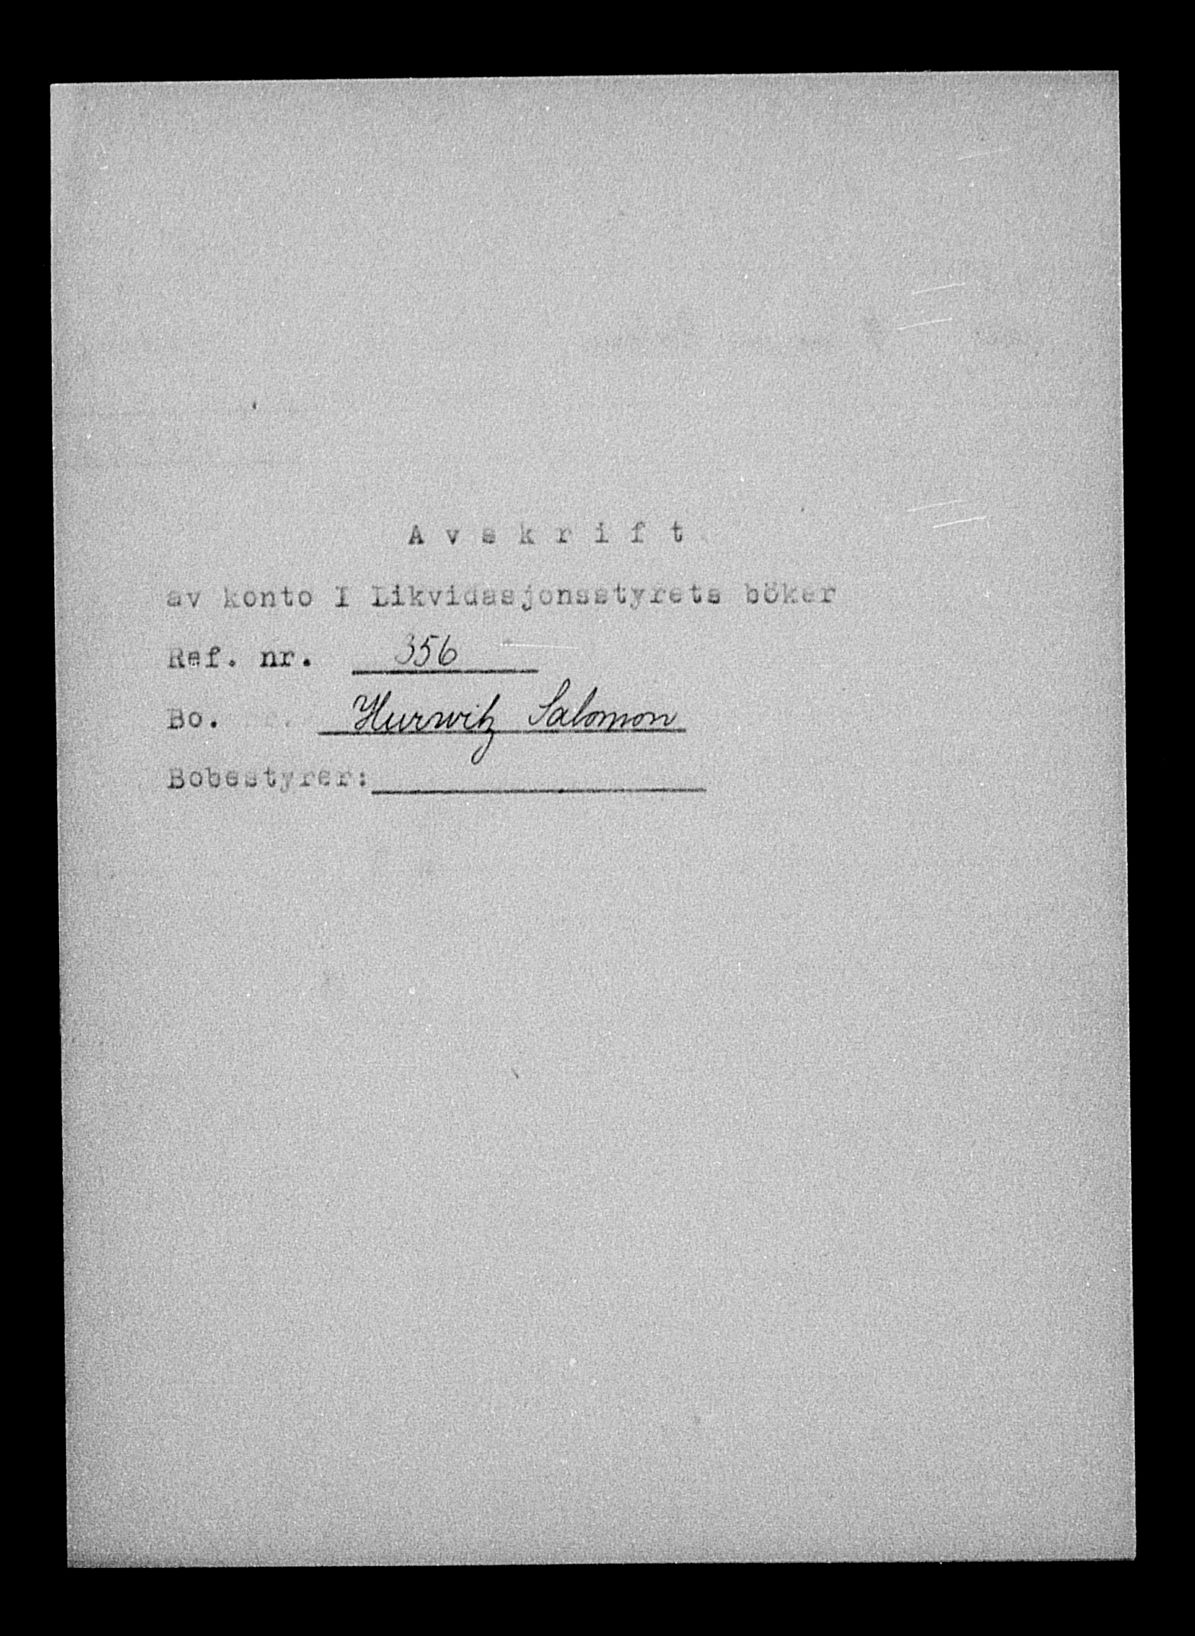 A v s k r i f t
av konto I Likvidasjonsstyrets böker
Ref. nr. 356
Bo. Hurwitz Salomon
Bobestyrer: